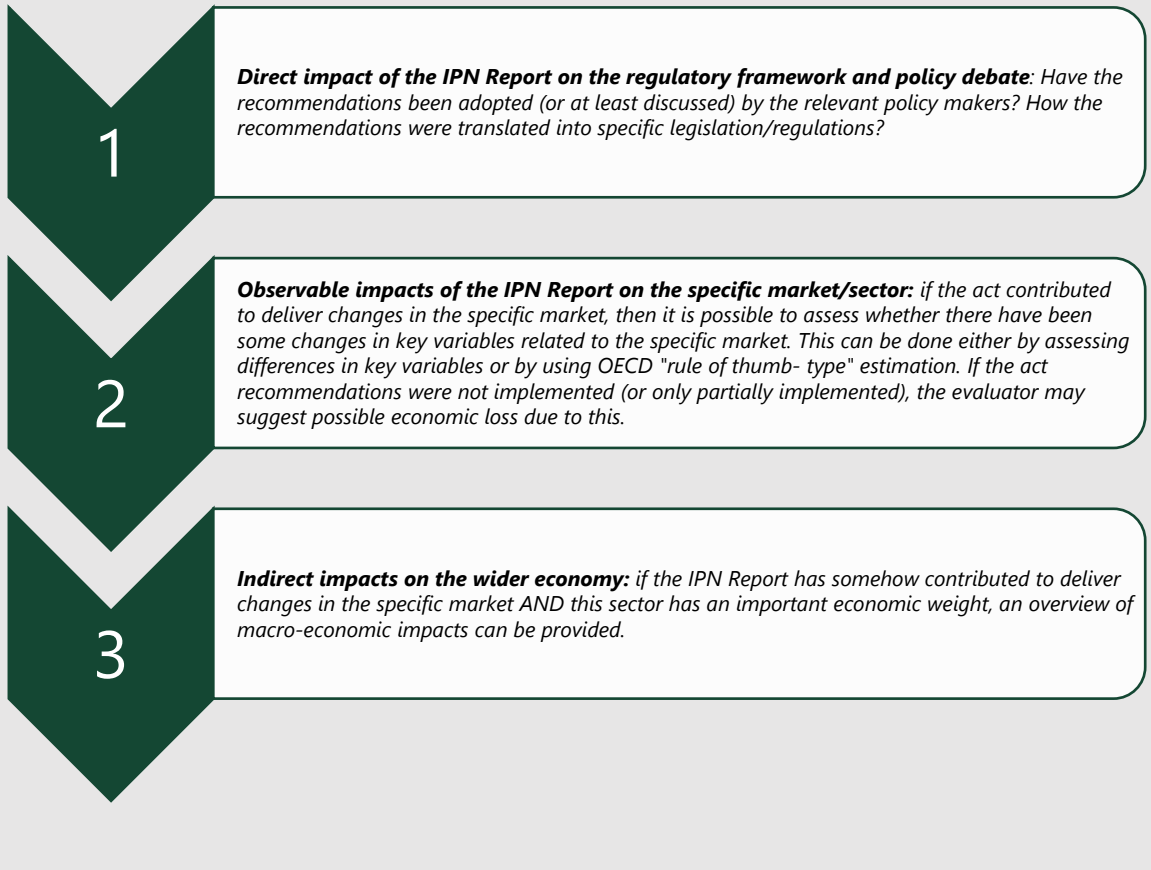 1
Direct impact of the IPN Report on the regulatory framework and policy debate: Have the
recommendations been adopted (or at least discussed) by the relevant policy makers? How the
recommendations were translated into specific legislation/regulations?
2
Observable impacts of the IPN Report on the specific market/sector: if the act contributed
to deliver changes in the specific market, then it is possible to assess whether there have been
some changes in key variables related to the specific market. This can be done either by assessing
differences in key variables or by using OECD "rule of thumb- type" estimation. If the act
recommendations were not implemented (or only partially implemented), the evaluator may
suggest possible economic loss due to this.
3
Indirect impacts on the wider economy: if the IPN Report has somehow contributed to deliver
changes in the specific market AND this sector has an important economic weight, an overview of
macro-economic impacts can be provided.